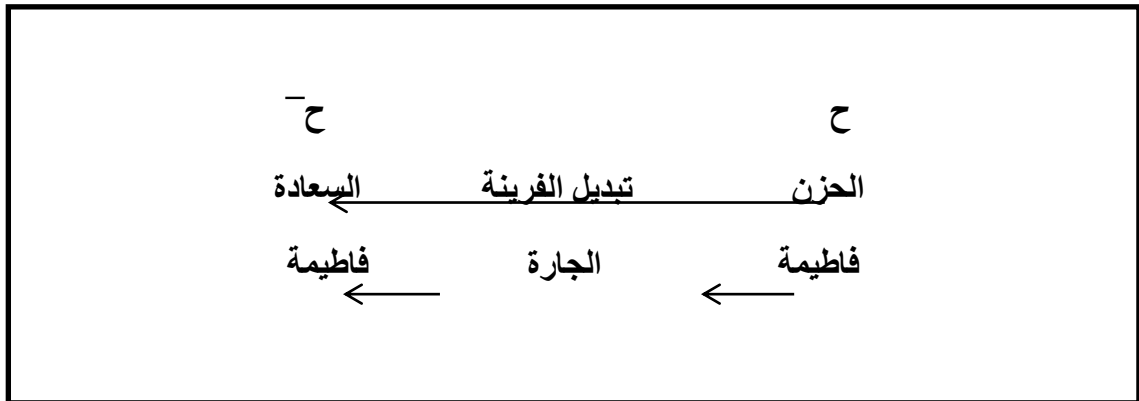 ح ح¯
الحزن تبديل الفرينة السعادة
فاطيمة الجارة فاطيمة